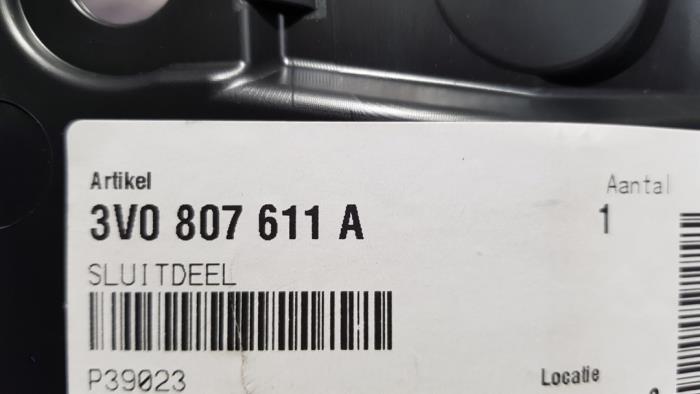 Artikel
Aantal
3V0 807 611 A
1
SLUITDEEL
P39023
Locatie